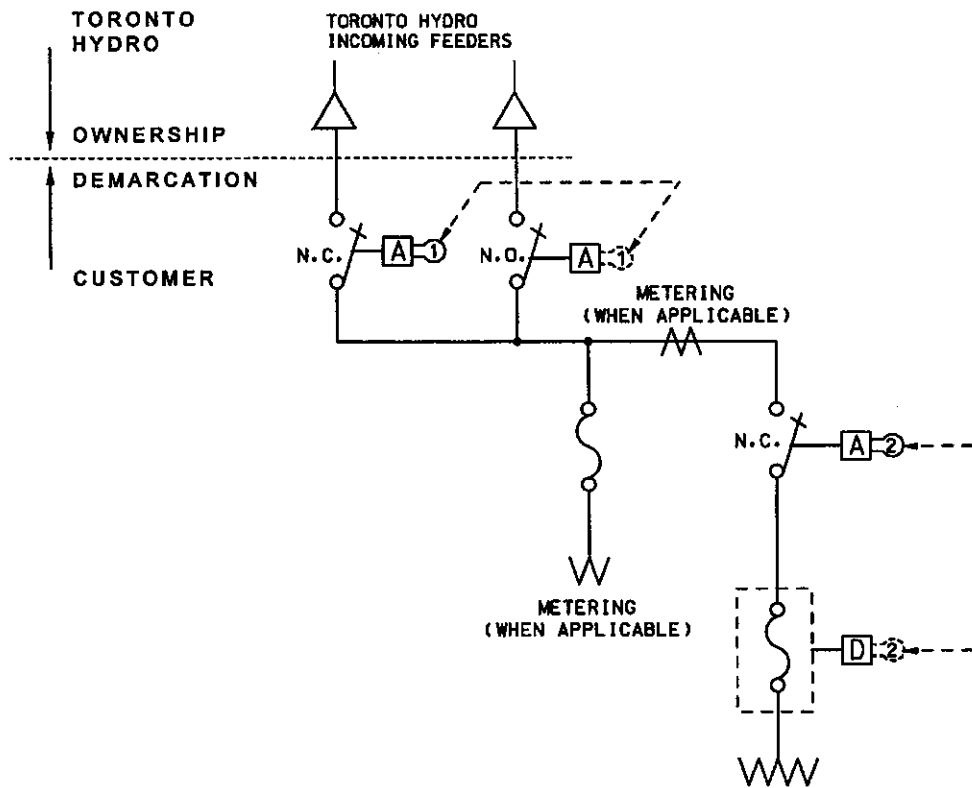 TORONTO
HYDRO
TORONTO HYDRO
INCOMING FEEDERS
OWNERSHIP
DEMARCATION
CUSTOMER
N.C.
A
1
N.O.
A
1
METERING
(WHEN APPLICABLE)
N.C.
A
2
METERING
(WHEN APPLICABLE)
D
2